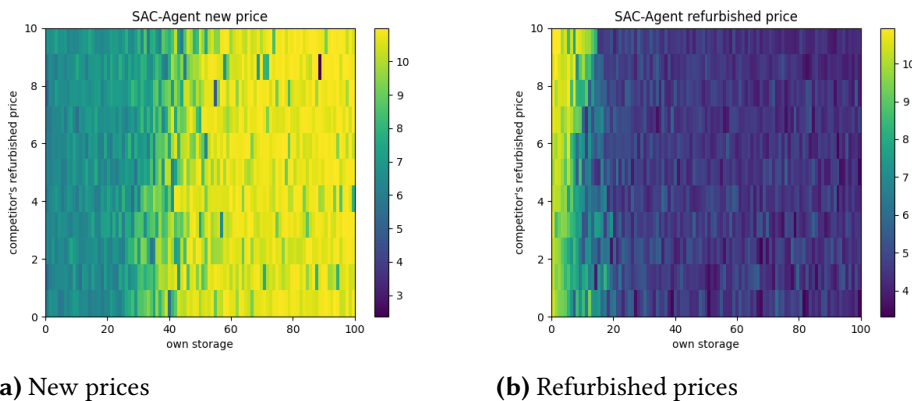 SAC-Agent new price
SAC-Agent refurbished price
competitor's refurbished price
10
8
6
4
2
0
0 20 40 60 80 100
own storage
10
9
8
7
6
5
4
3
competitor's refurbished price
10
8
6
4
2
0
0 20 40 60 80 100
own storage
10
9
8
7
6
5
4
a) New prices
(b) Refurbished prices